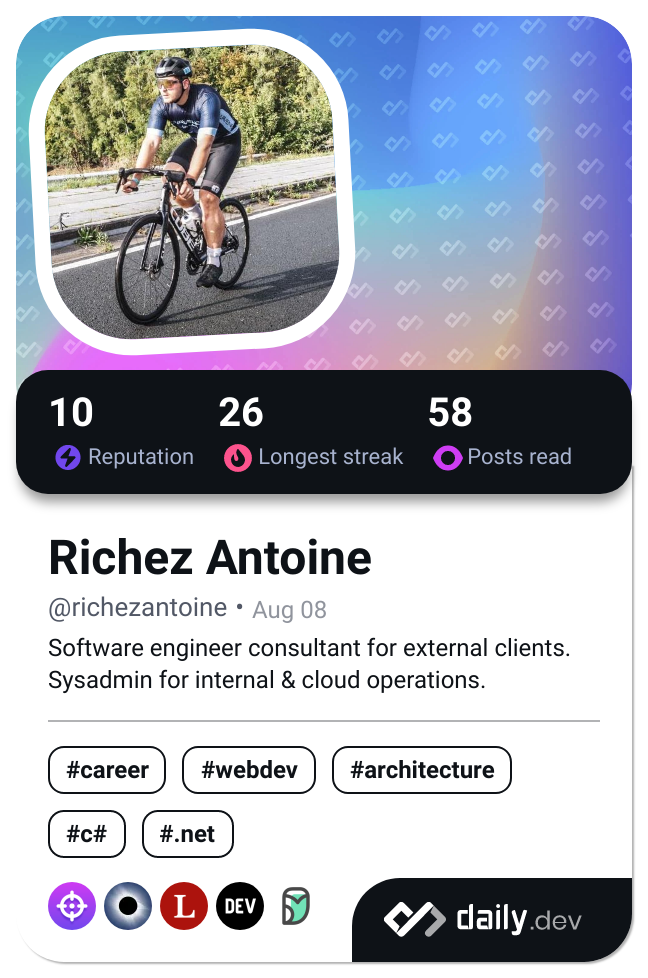 10 26 58
Reputation Longest streak Posts read
Richez Antoine
@richezantoine • Aug 08
Software engineer consultant for external clients.
Sysadmin for internal & cloud operations.
#career #webdev #architecture
#c# #.net
L DEV daily.dev